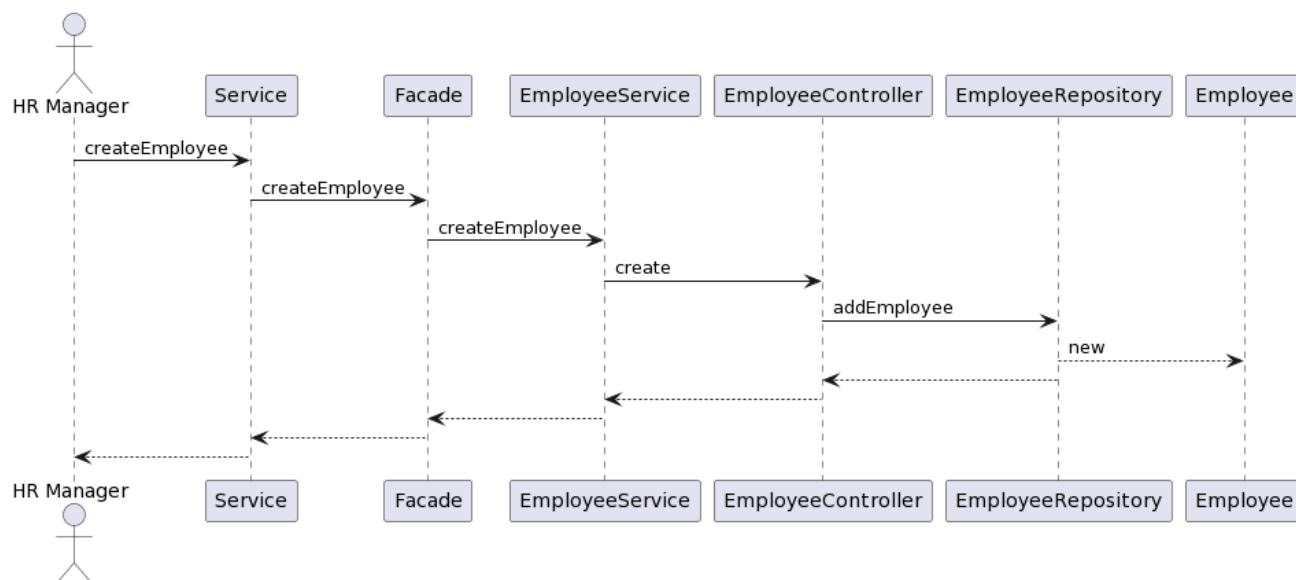 HR Manager
Service
Facade
EmployeeService
EmployeeController
EmployeeRepository
Employee
createEmployee
createEmployee
createEmployee
create
addEmployee
new
HR Manager
Service
Facade
EmployeeService
EmployeeController
EmployeeRepository
Employee